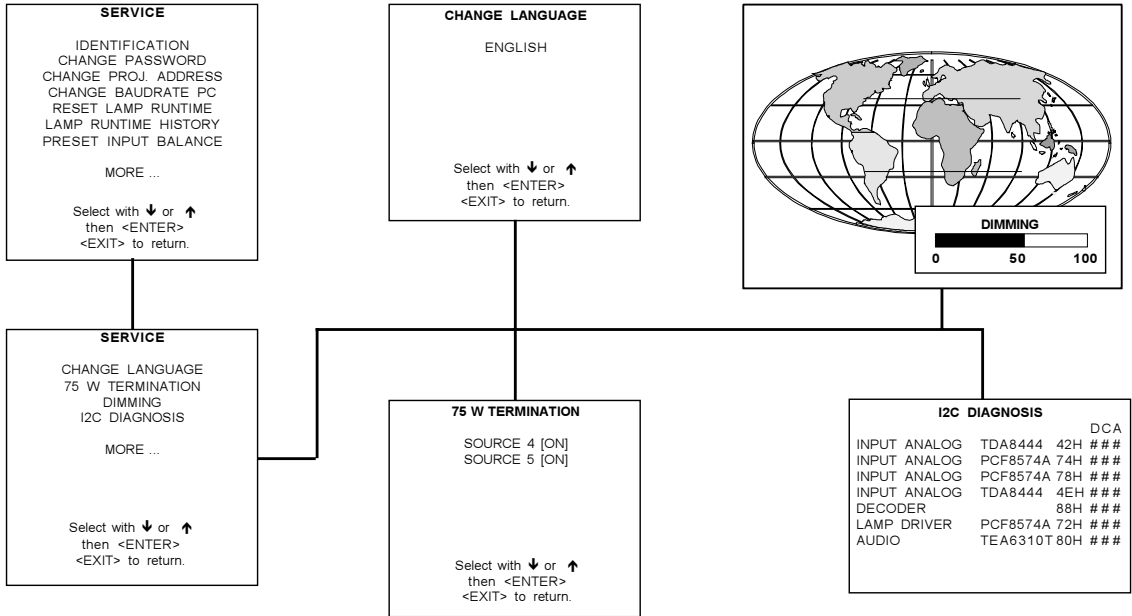 SERVICE
IDENTIFICATION
CHANGE PASSWORD
CHANGE PROJ. ADDRESS
CHANGE BAUDRATE PC
RESET LAMP RUNTIME
LAMP RUNTIME HISTORY
PRESET INPUT BALANCE
MORE ...
Select with ↓ or ↑
then <ENTER>
<EXIT> to return.
CHANGE LANGUAGE
ENGLISH
Select with ↓ or ↑
then <ENTER>
<EXIT> to return.
DIMMING
0 50 100
SERVICE
CHANGE LANGUAGE
75 W TERMINATION
DIMMING
I2C DIAGNOSIS
MORE ...
Select with ↓ or ↑
then <ENTER>
<EXIT> to return.
75 W TERMINATION
SOURCE 4 [ON]
SOURCE 5 [ON]
Select with ↓ or ↑
then <ENTER>
<EXIT> to return.
I2C DIAGNOSIS
DCA
INPUT ANALOG TDA8444 42H ###
INPUT ANALOG PCF8574A 74H ###
INPUT ANALOG PCF8574A 78H ###
INPUT ANALOG TDA8444 4EH ###
DECODER 88H ###
LAMP DRIVER PCF8574A 72H ###
AUDIO TEA6310T 80H ###